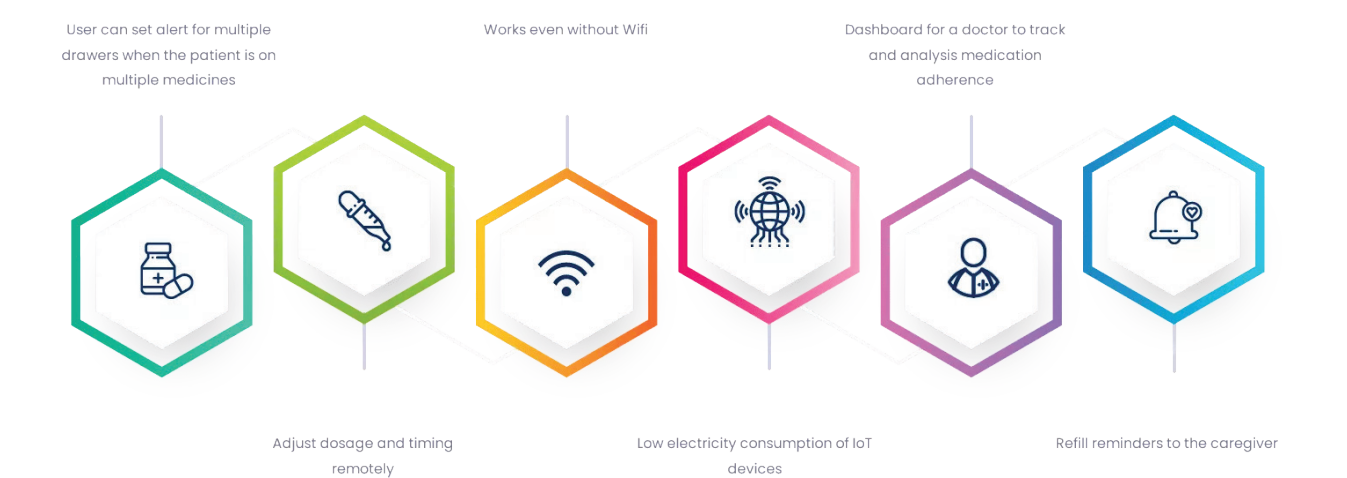 User can set alert for multiple
drawers when the patient is on
multiple medicines
Works even without Wifi
Dashboard for a doctor to track
and analysis medication
adherence
Adjust dosage and timing
remotely
Low electricity consumption of IoT
devices
Refill reminders to the caregiver